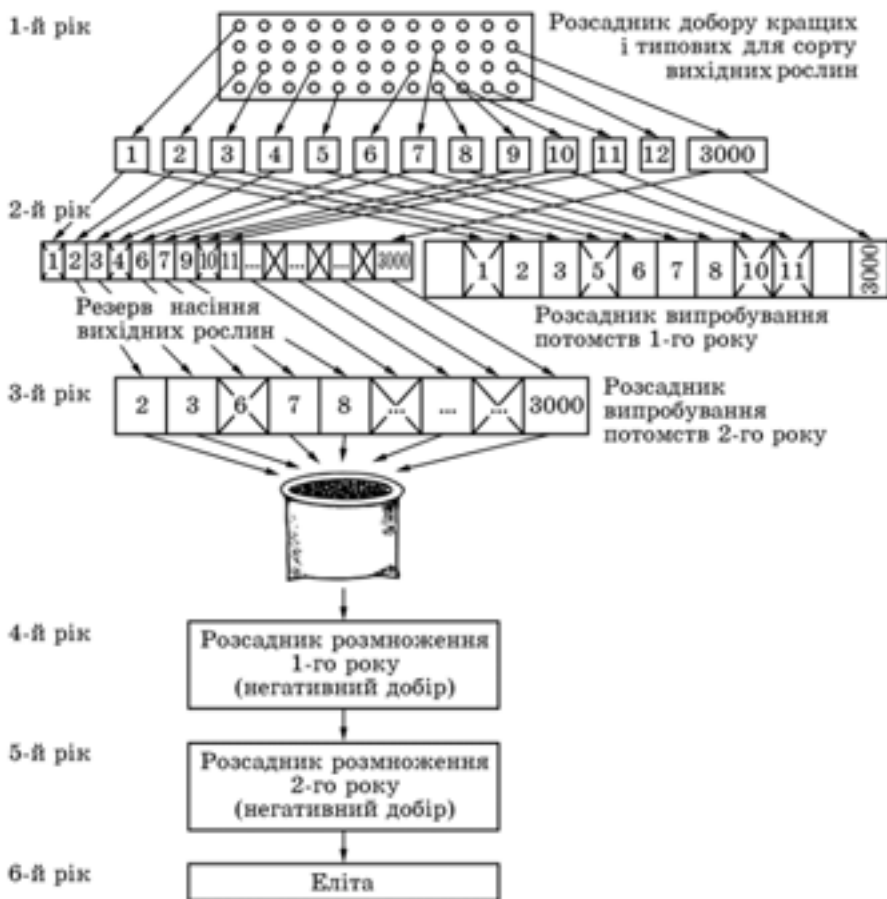 1-й рік
Розсадник добору кращих
і типових для сорту
вихідних рослин
1 2 3 4 5 6 7 8 9 10 11 12 3000
2-й рік
1 2 3 4 6 7 9 10 11 ... ... ... 3000
1 2 3 5 6 7 8 10 11 3000
Резерв насіння
вихідних рослин
Розсадник випробування
потомств 1-го року
3-й рік
2 3 6 7 8 ... ... ... 3000
Розсадник
випробування
потомств 2-го року
4-й рік
Розсадник розмноження
1-го року
(негативний добір)
5-й рік
Розсадник розмноження
2-го року
(негативний добір)
6-й рік
Еліта